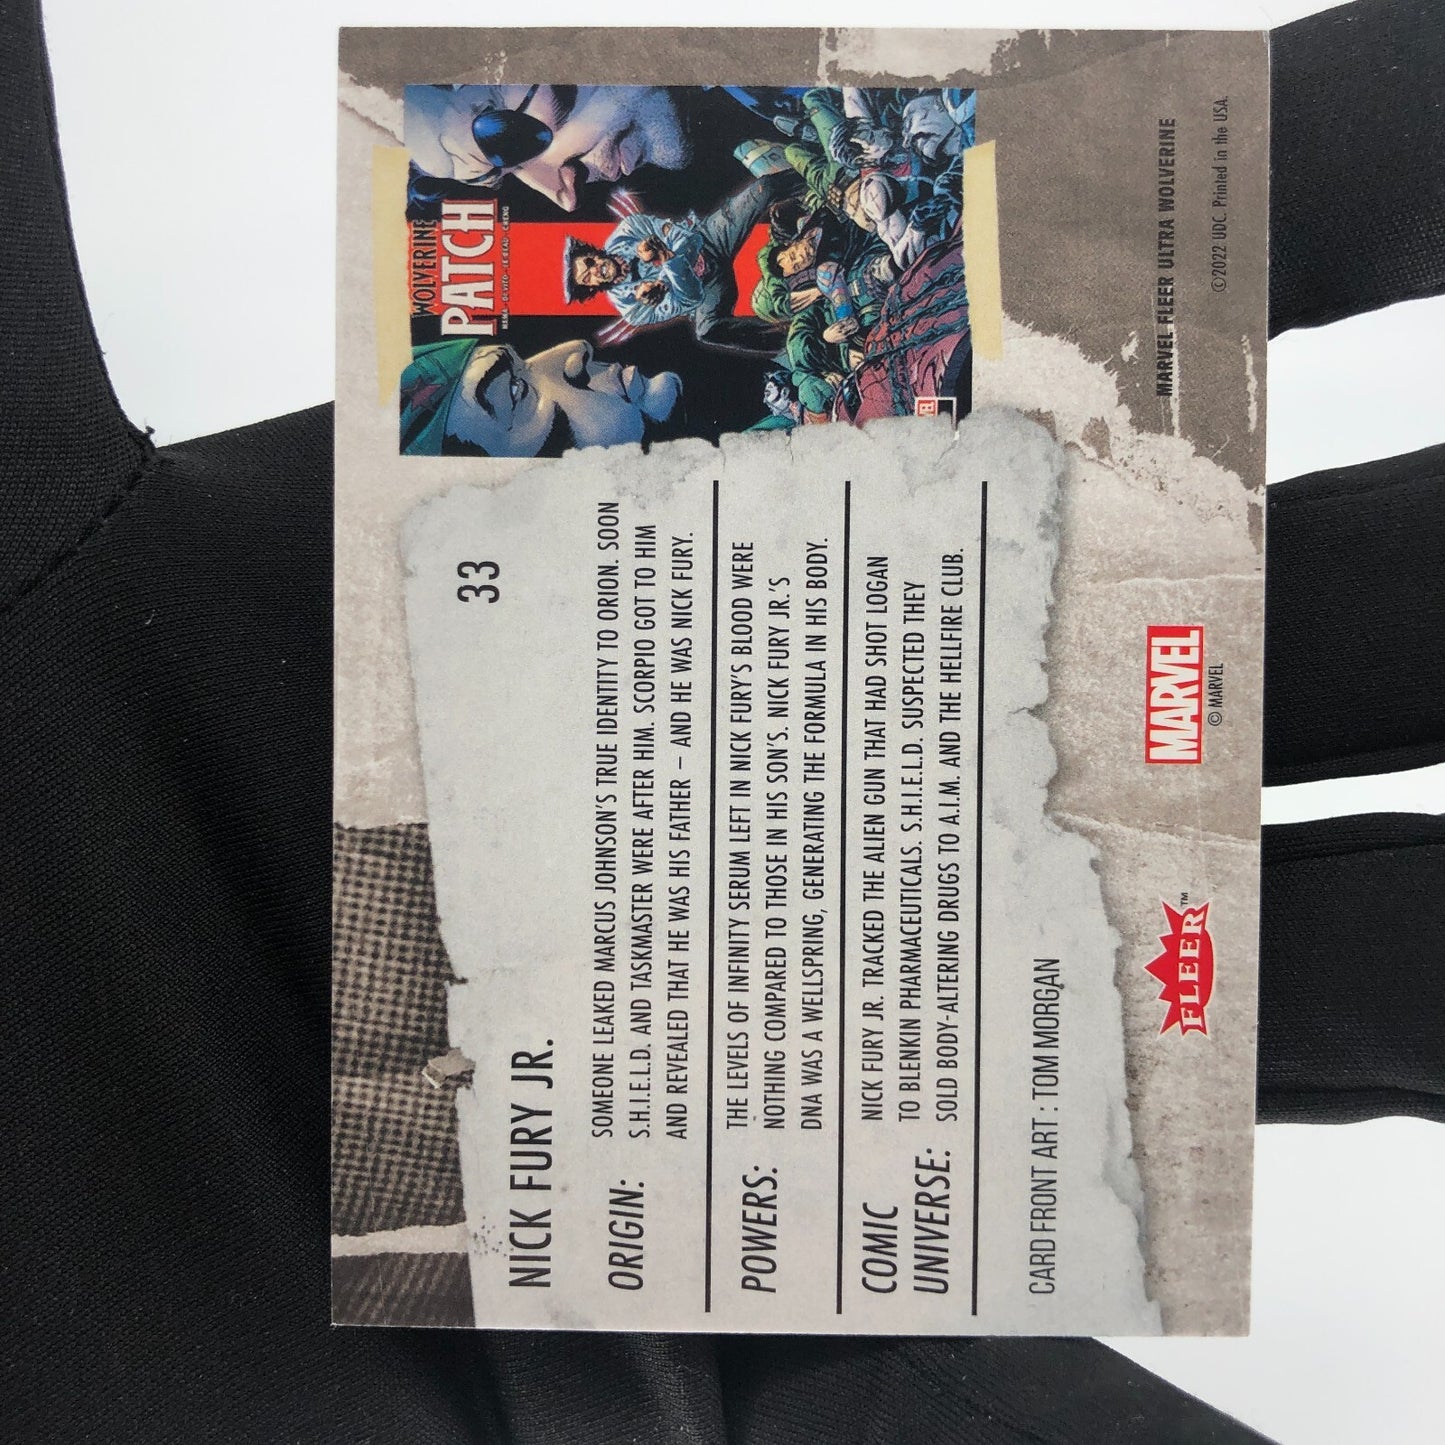 NICK FURY JR.
33
ORIGIN:
SOMEONE LEAKED MARCUS JOHNSON'S TRUE IDENTITY TO ORION. SOON
S.H.I.E.L.D. AND TASKMASTER WERE AFTER HIM. SCORPIO GOT TO HIM
AND REVEALED THAT HE WAS HIS FATHER – AND HE WAS NICK FURY.
POWERS:
THE LEVELS OF INFINITY SERUM LEFT IN NICK FURY'S BLOOD WERE
NOTHING COMPARED TO THOSE IN HIS SON'S. NICK FURY JR.'S
DNA WAS A WELLSPRING, GENERATING THE FORMULA IN HIS BODY.
COMIC
UNIVERSE:
NICK FURY JR. TRACKED THE ALIEN GUN THAT HAD SHOT LOGAN
TO BLENKIN PHARMACEUTICALS. S.H.I.E.L.D. SUSPECTED THEY
SOLD BODY-ALTERING DRUGS TO A.I.M. AND THE HELLFIRE CLUB.
CARD FRONT ART : TOM MORGAN
WOLVERINE
PATCH
HAMA · DEVITO · LEBEAU · CHENG
FLEER™
MARVEL
© MARVEL
MARVEL FLEER ULTRA WOLVERINE
©2022 UDC. Printed in the USA.